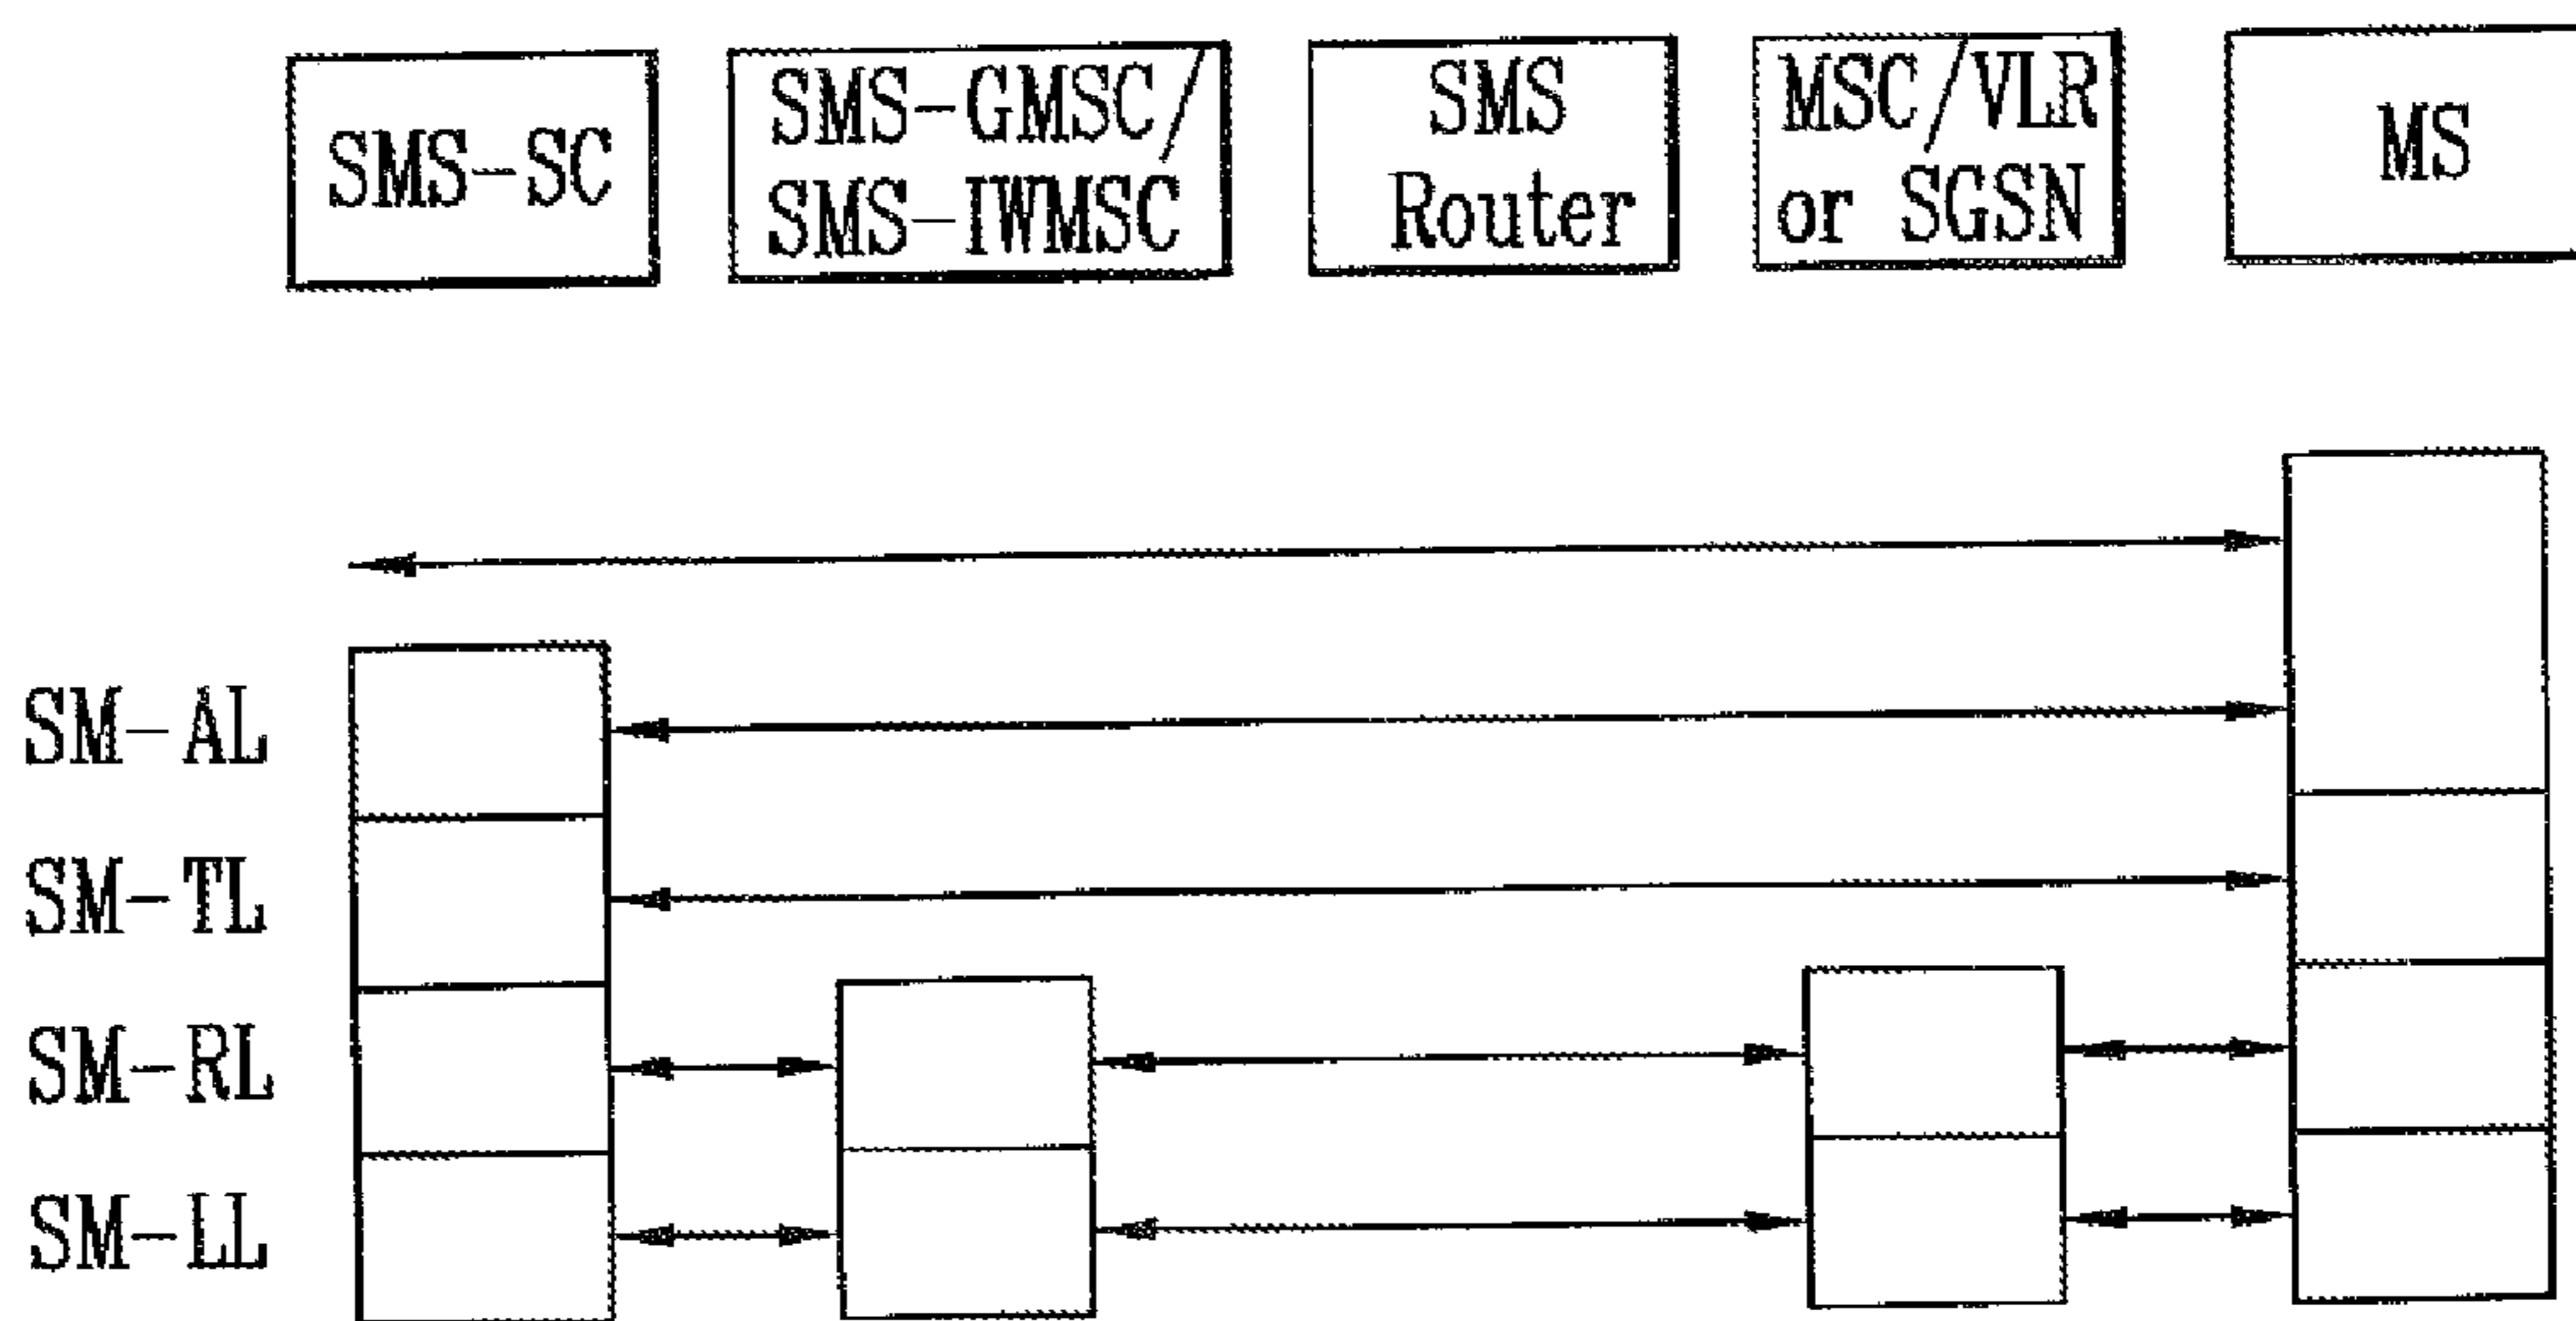 SMS-SC
SMS-GMSC/
SMS-IWMSC
SMS
Router
MSC/VLR
or SGSN
MS
SM-AL
SM-TL
SM-RL
SM-LL